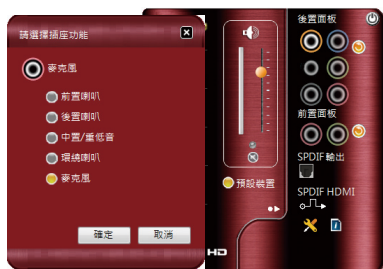 請選擇插座功能
麥克風
前置喇叭
後置喇叭
中置/重低音
環繞喇叭
麥克風
確定
取消
預設裝置
HD
後置面板
前置面板
SPDIF 輸出
SPDIF HDMI